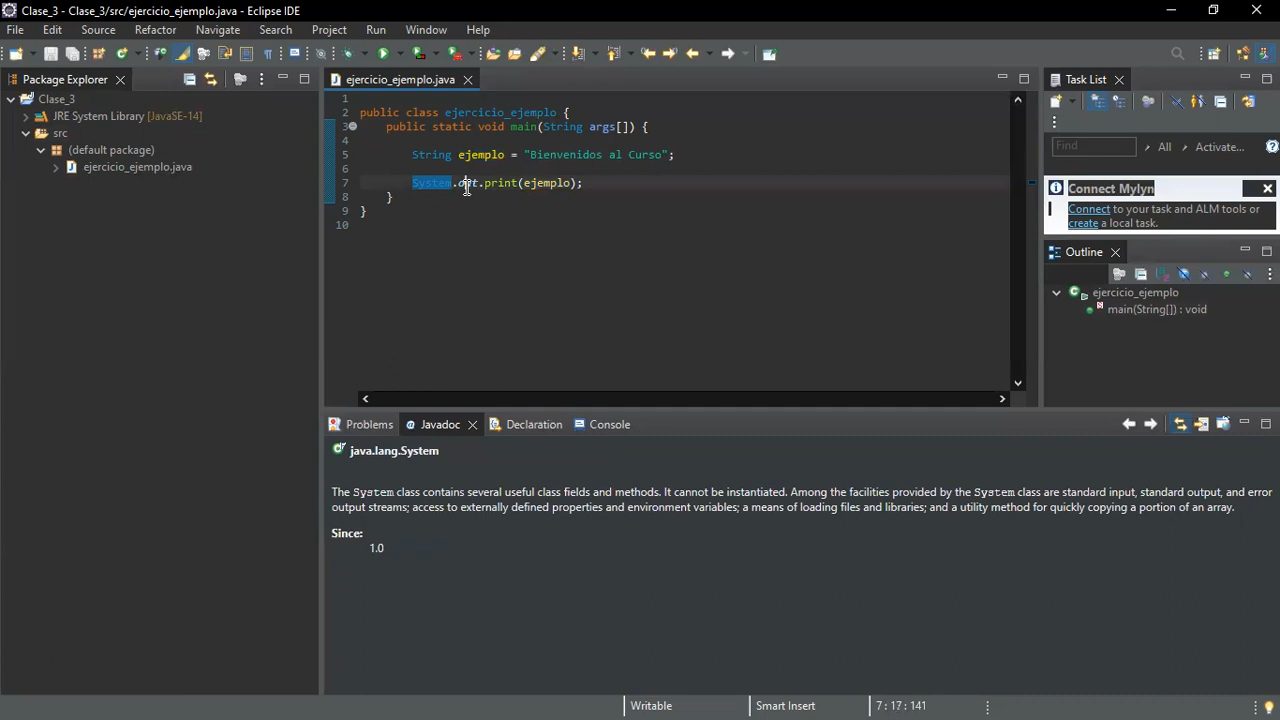 Clase_3 - Clase_3/src/ejercicio_ejemplo.java - Eclipse IDE
File Edit Source Refactor Navigate Search Project Run Window Help
Package Explorer
Clase_3
JRE System Library [JavaSE-14]
src
(default package)
ejercicio_ejemplo.java
ejercicio_ejemplo.java
1
2 public class ejercicio_ejemplo {
3 public static void main(String args[]) {
4
5 String ejemplo = "Bienvenidos al Curso";
6
7 System.out.print(ejemplo);
8 }
9 }
10
Task List
Find All Activate...
Connect Mylyn
Connect to your task and ALM tools or
create a local task.
Outline
ejercicio_ejemplo
main(String[]) : void
Problems Javadoc Declaration Console
java.lang.System
The System class contains several useful class fields and methods. It cannot be instantiated. Among the facilities provided by the System class are standard input, standard output, and error
output streams; access to externally defined properties and environment variables; a means of loading files and libraries; and a utility method for quickly copying a portion of an array.
Since:
1.0
Writable Smart Insert 7 : 17 : 141